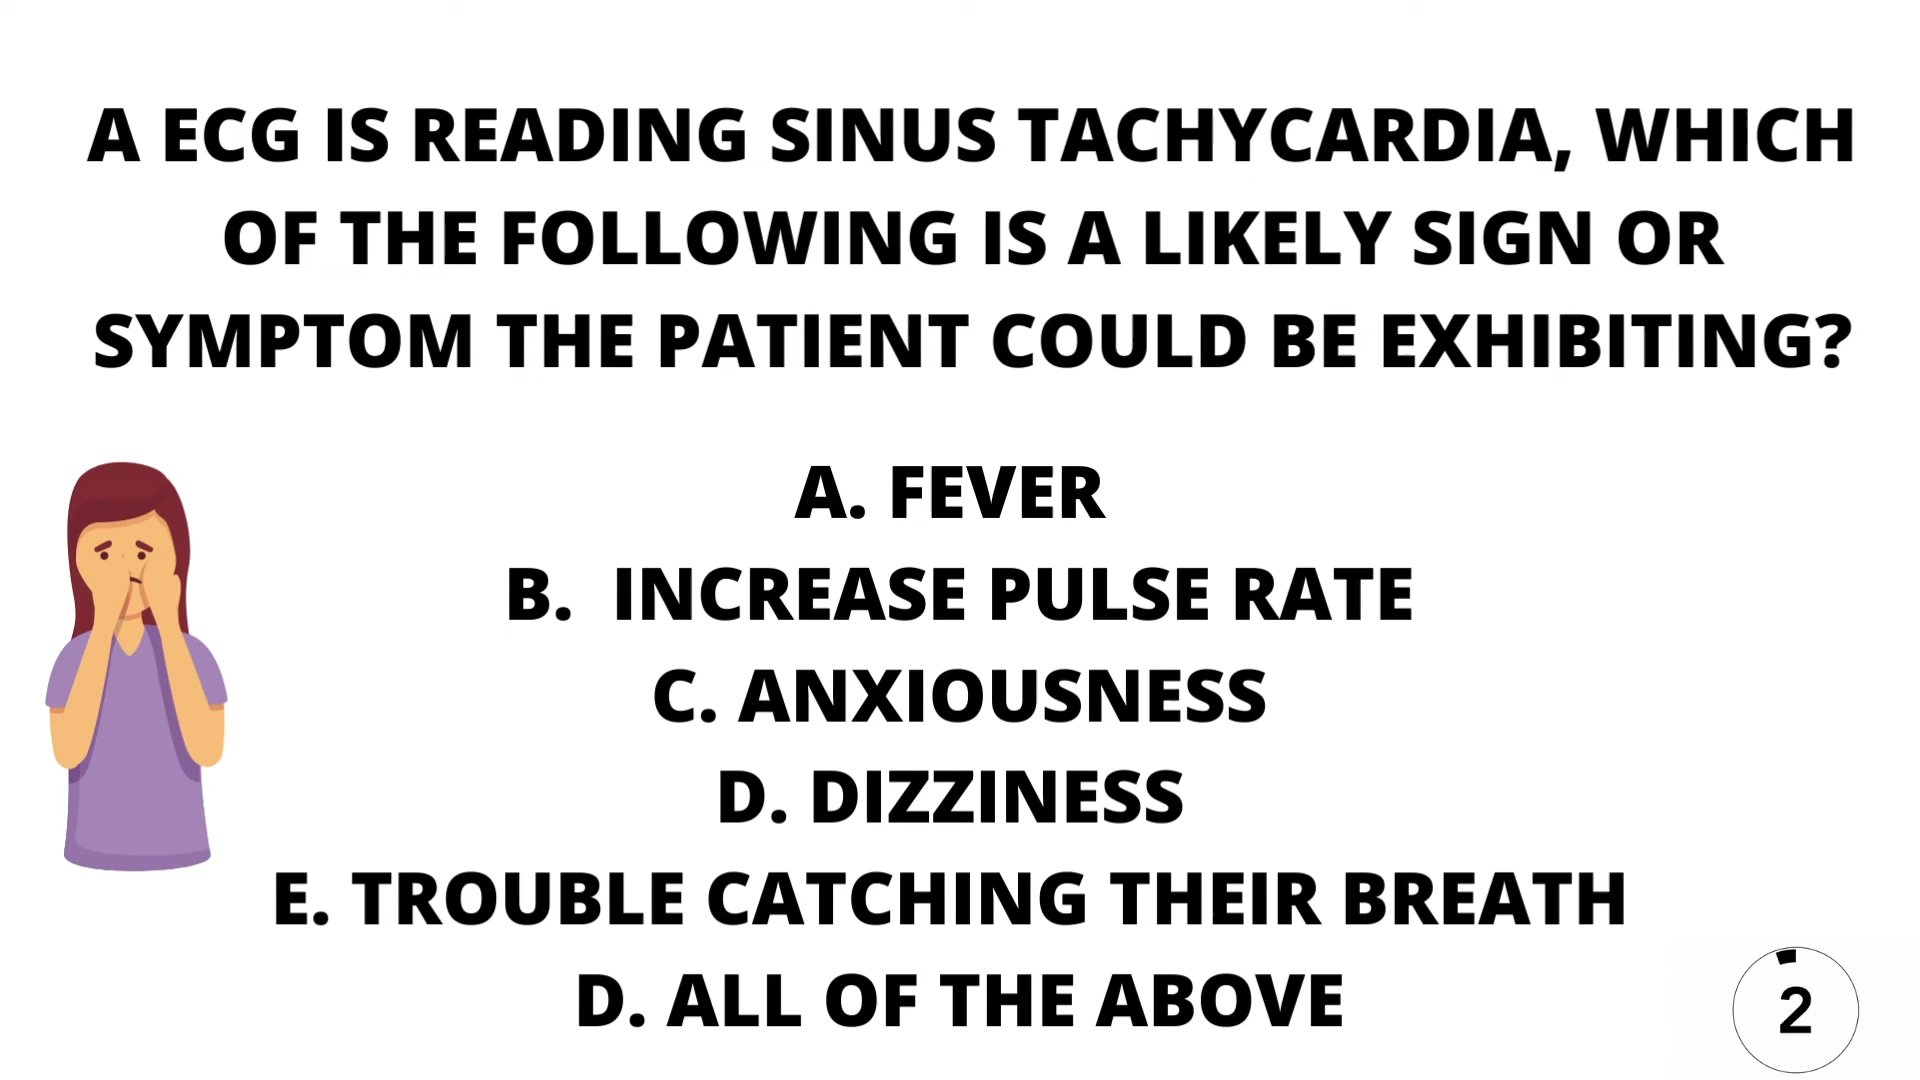 A ECG IS READING SINUS TACHYCARDIA, WHICH
OF THE FOLLOWING IS A LIKELY SIGN OR
SYMPTOM THE PATIENT COULD BE EXHIBITING?
A. FEVER
B. INCREASE PULSE RATE
C. ANXIOUSNESS
D. DIZZINESS
E. TROUBLE CATCHING THEIR BREATH
D. ALL OF THE ABOVE
2